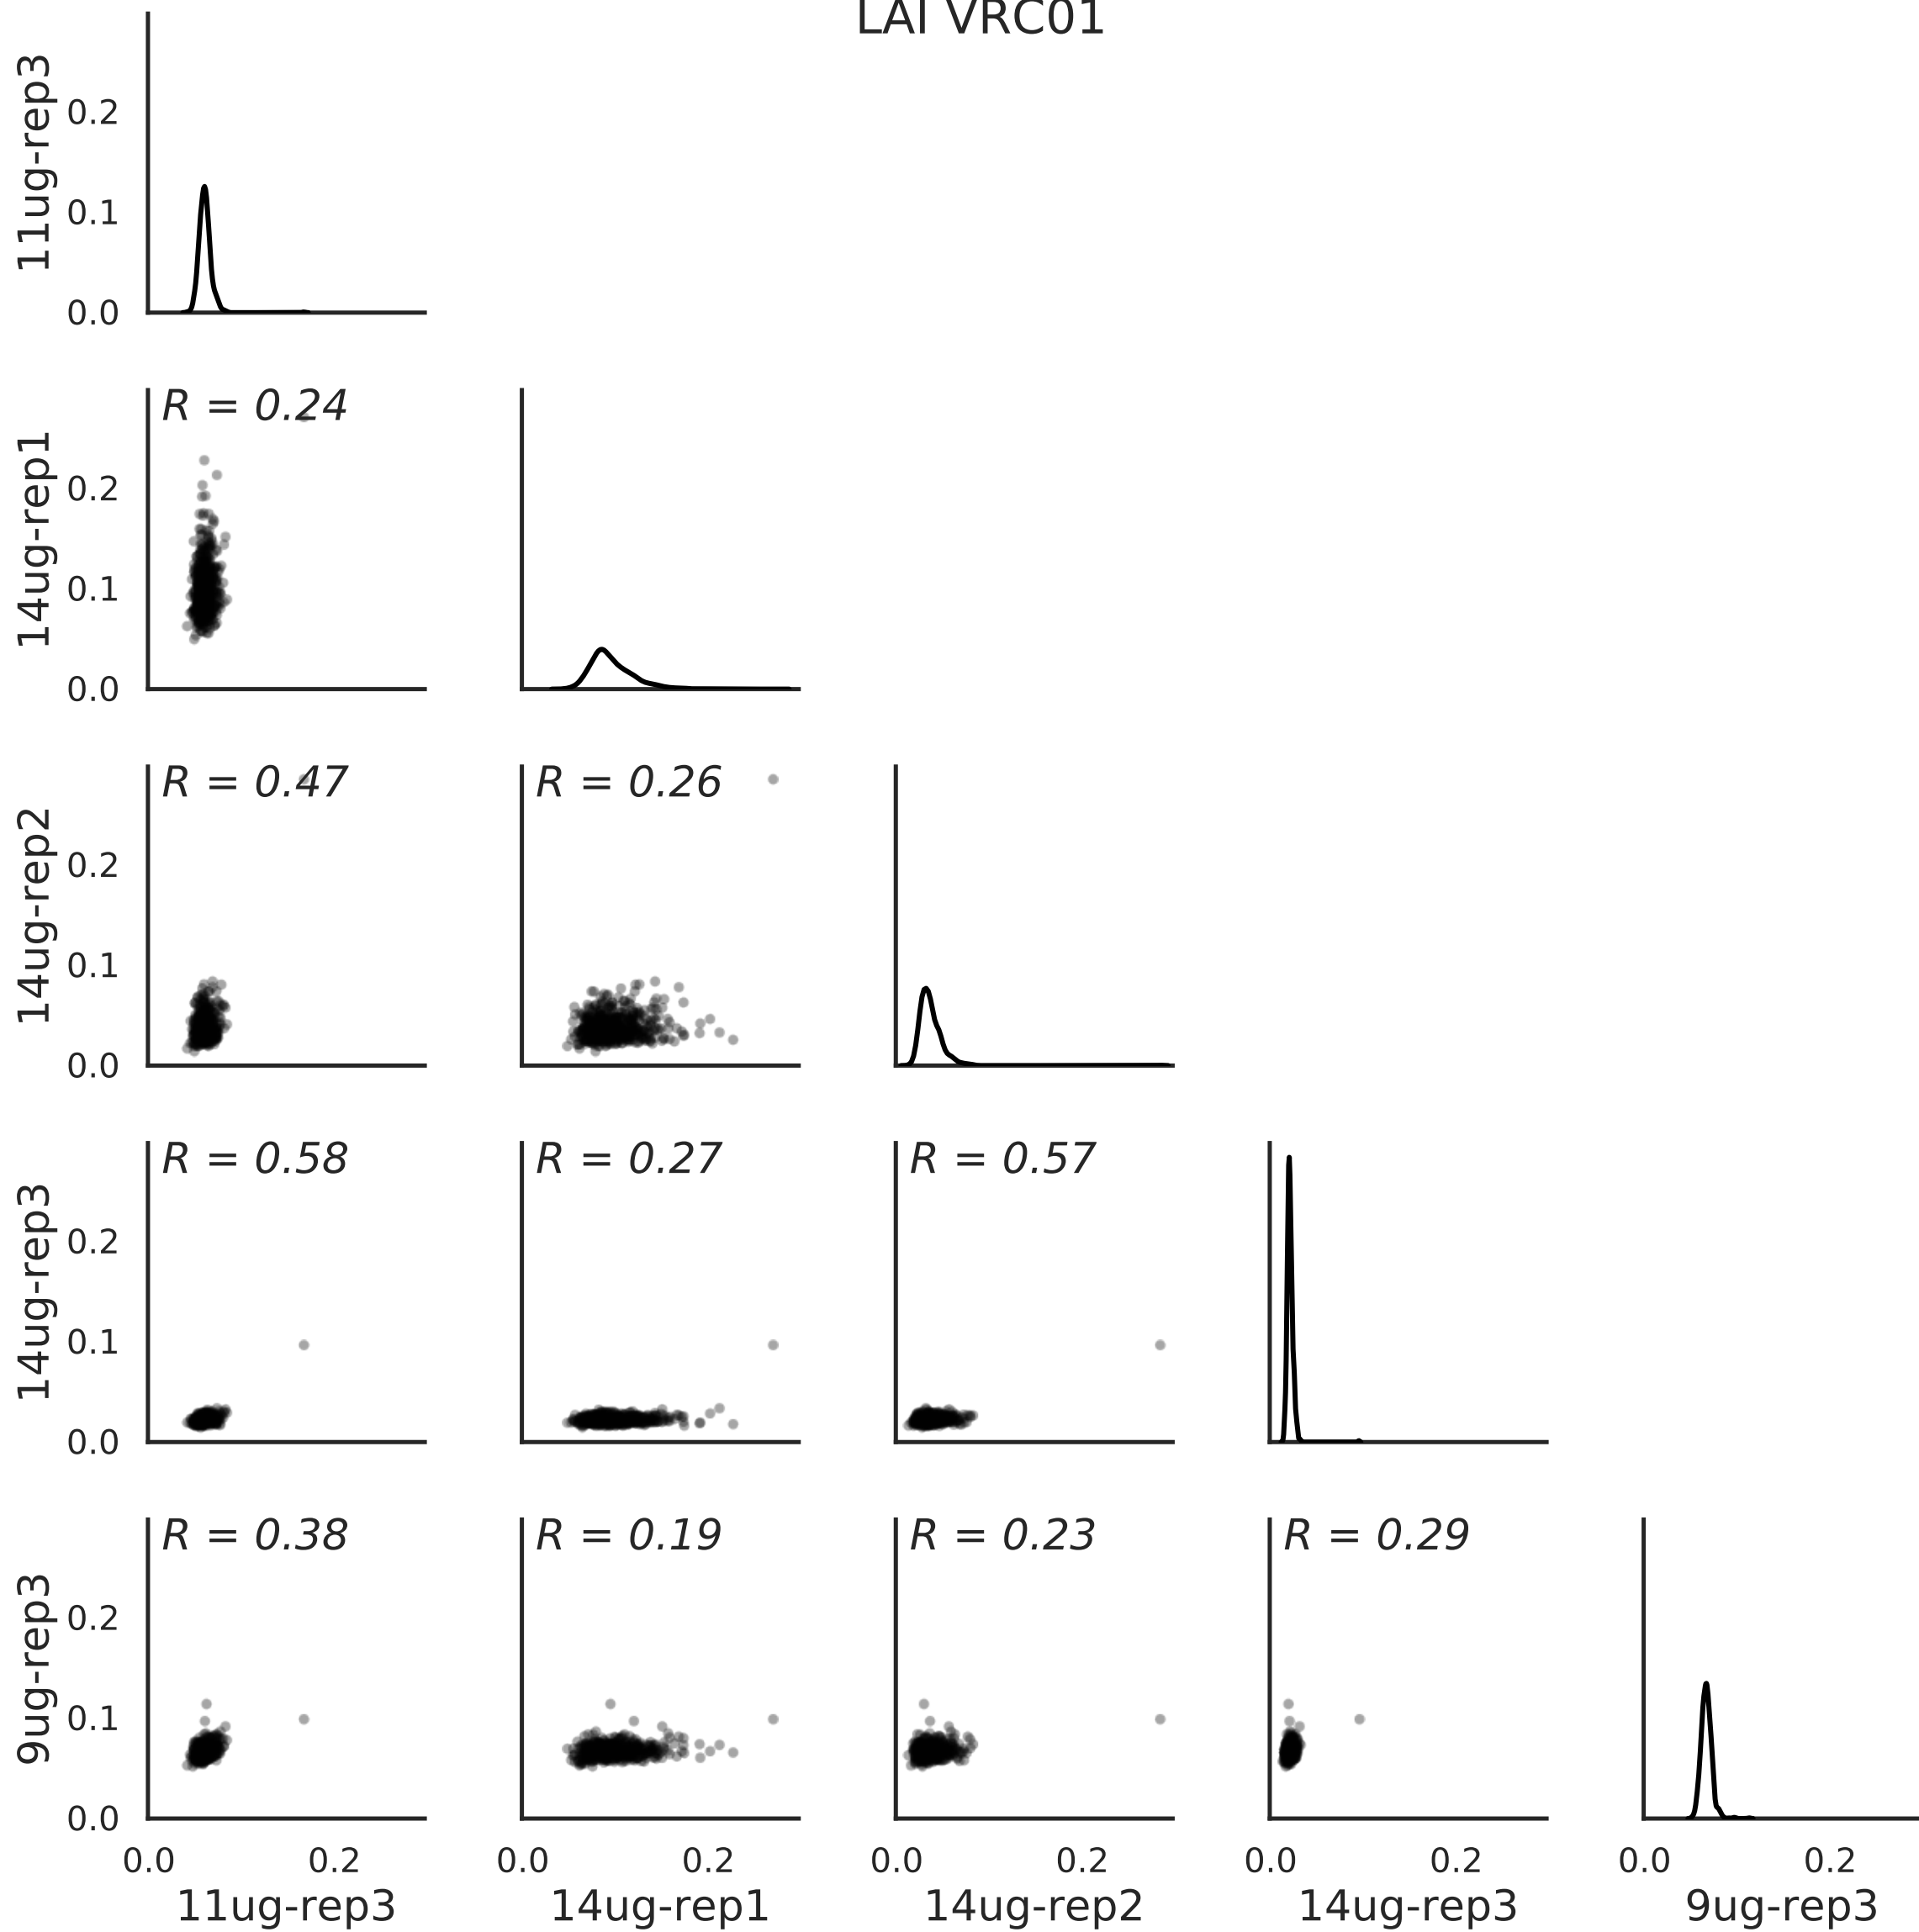 LAI VRC01
11ug-rep3
0.2
0.1
0.0
14ug-rep1
0.2
0.1
0.0
R = 0.24
14ug-rep2
0.2
0.1
0.0
R = 0.47
R = 0.26
14ug-rep3
0.2
0.1
0.0
R = 0.58
R = 0.27
R = 0.57
9ug-rep3
0.2
0.1
0.0
R = 0.38
R = 0.19
R = 0.23
R = 0.29
0.0 0.2 0.0 0.2 0.0 0.2 0.0 0.2 0.0 0.2
11ug-rep3 14ug-rep1 14ug-rep2 14ug-rep3 9ug-rep3